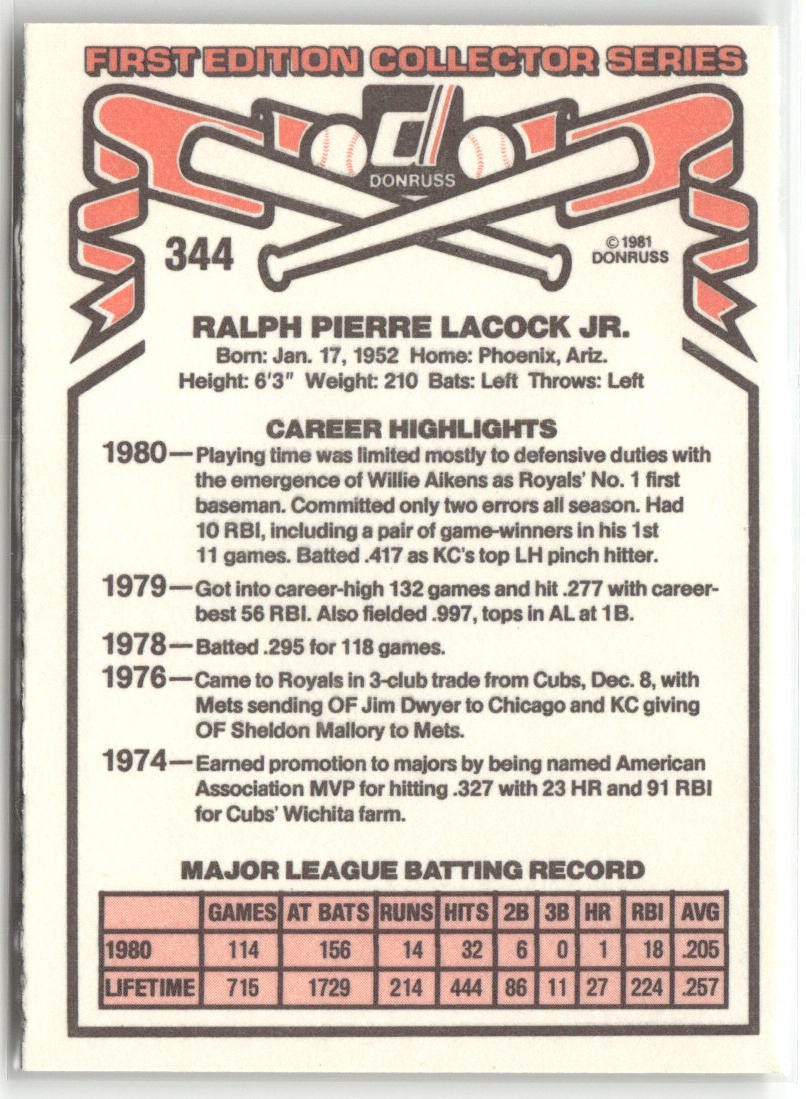 FIRST EDITION COLLECTOR SERIES
d
DONRUSS
344
©1981
DONRUSS
RALPH PIERRE LACOCK JR.
Born: Jan. 17, 1952 Home: Phoenix, Ariz.
Height: 6'3" Weight: 210 Bats: Left Throws: Left
CAREER HIGHLIGHTS
1980—Playing time was limited mostly to defensive duties with
the emergence of Willie Aikens as Royals' No. 1 first
baseman. Committed only two errors all season. Had
10 RBI, including a pair of game-winners in his 1st
11 games. Batted .417 as KC's top LH pinch hitter.
1979—Got into career-high 132 games and hit .277 with career-
best 56 RBI. Also fielded .997, tops in AL at 1B.
1978—Batted .295 for 118 games.
1976—Came to Royals in 3-club trade from Cubs, Dec. 8, with
Mets sending OF Jim Dwyer to Chicago and KC giving
OF Sheldon Mallory to Mets.
1974—Earned promotion to majors by being named American
Association MVP for hitting .327 with 23 HR and 91 RBI
for Cubs' Wichita farm.
MAJOR LEAGUE BATTING RECORD
GAMES AT BATS RUNS HITS 2B 3B HR RBI AVG
1980 114 156 14 32 6 0 1 18 .205
LIFETIME 715 1729 214 444 86 11 27 224 .257